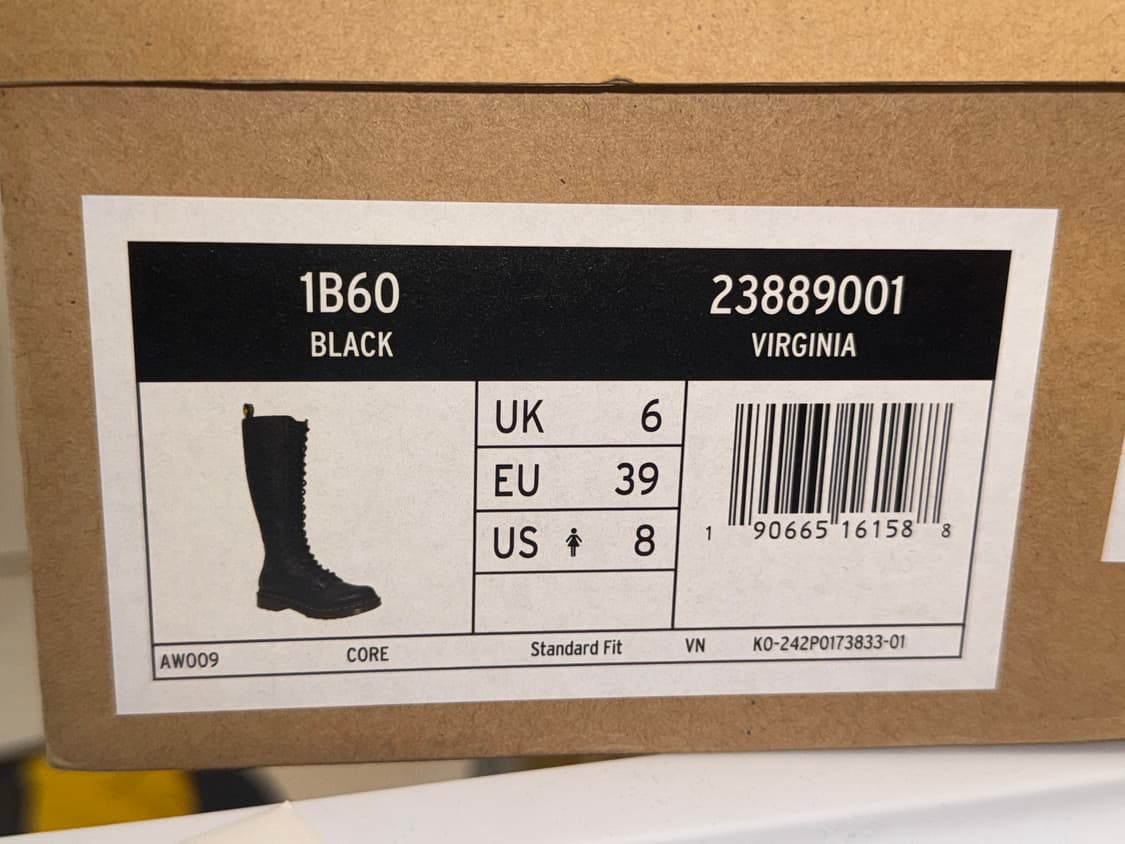 1B60
BLACK
23889001
VIRGINIA
UK 6
EU 39
US 8
1 90665 16158 8
AW009 CORE Standard Fit VN K0-242P0173833-01